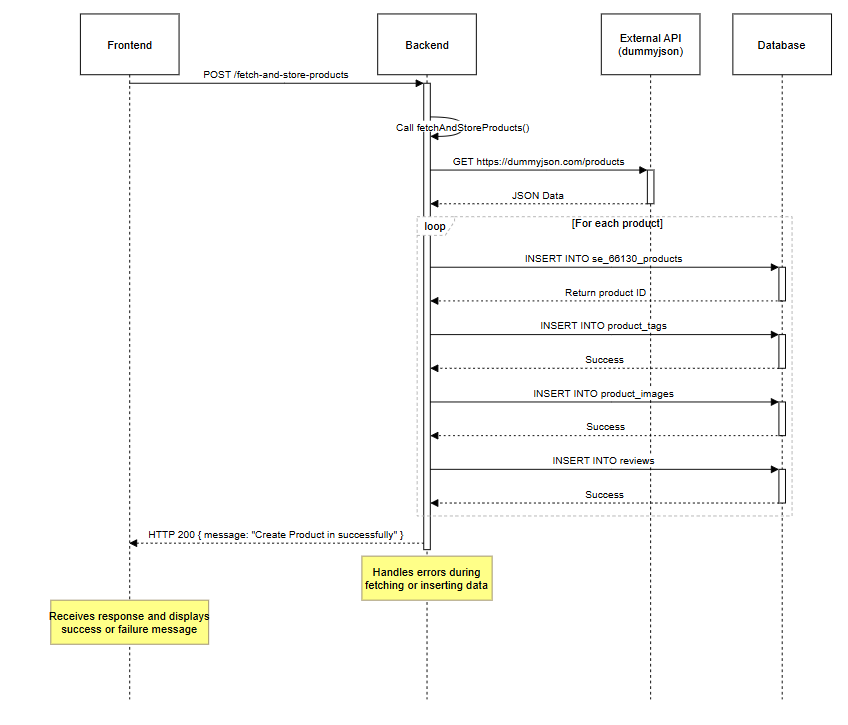 Frontend
Backend
External API
(dummyjson)
Database
POST /fetch-and-store-products
Call fetchAndStoreProducts()
GET https://dummyjson.com/products
JSON Data
loop
[For each product]
INSERT INTO se_66130_products
Return product ID
INSERT INTO product_tags
Success
INSERT INTO product_images
Success
INSERT INTO reviews
Success
HTTP 200 { message: "Create Product in successfully" }
Handles errors during
fetching or inserting data
Receives response and displays
success or failure message